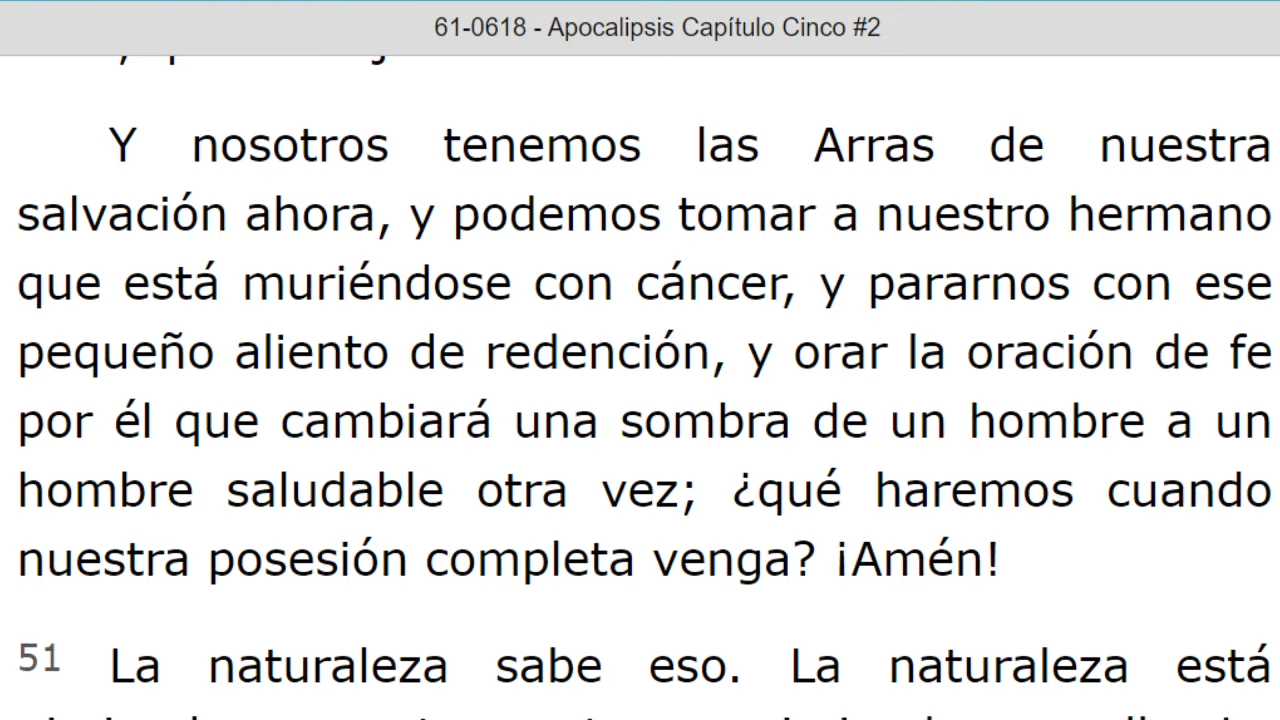 61-0618 - Apocalipsis Capítulo Cinco #2
Y nosotros tenemos las Arras de nuestra
salvación ahora, y podemos tomar a nuestro hermano
que está muriéndose con cáncer, y pararnos con ese
pequeño aliento de redención, y orar la oración de fe
por él que cambiará una sombra de un hombre a un
hombre saludable otra vez; ¿qué haremos cuando
nuestra posesión completa venga? ¡Amén!
51 La naturaleza sabe eso. La naturaleza está